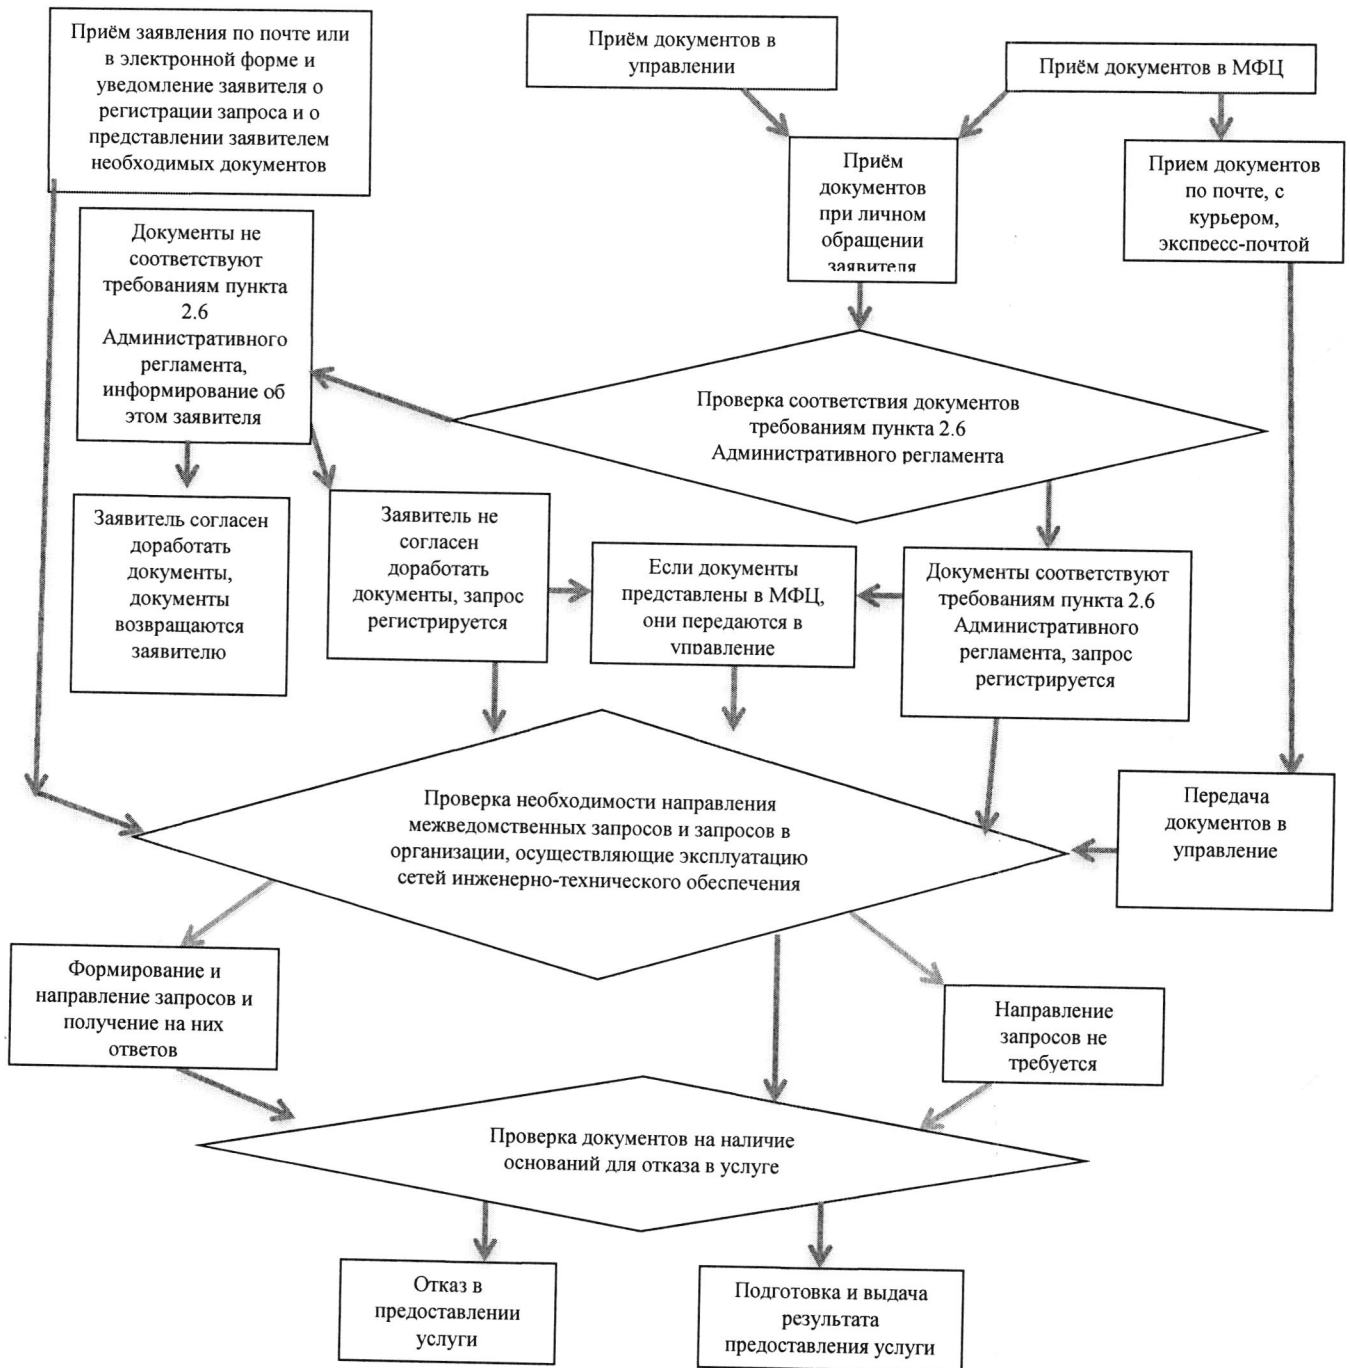 Приём заявления по почте или
в электронной форме и
уведомление заявителя о
регистрации запроса и о
представлении заявителем
необходимых документов
Приём документов в
управлении
Приём документов в МФЦ
Приём
документов
при личном
обращении
заявителя
Прием документов
по почте, с
курьером,
экспресс-почтой
Документы не
соответствуют
требованиям пункта
2.6
Административного
регламента,
информирование об
этом заявителя
Проверка соответствия документов
требованиям пункта 2.6
Административного регламента
Заявитель согласен
доработать
документы,
документы
возвращаются
заявителю
Заявитель не
согласен
доработать
документы, запрос
регистрируется
Если документы
представлены в МФЦ,
они передаются в
управление
Документы соответствуют
требованиям пункта 2.6
Административного
регламента, запрос
регистрируется
Проверка необходимости направления
межведомственных запросов и запросов в
организации, осуществляющие эксплуатацию
сетей инженерно-технического обеспечения
Передача
документов в
управление
Формирование и
направление запросов и
получение на них
ответов
Направление
запросов не
требуется
Проверка документов на наличие
оснований для отказа в услуге
Отказ в
предоставлении
услуги
Подготовка и выдача
результата
предоставления услуги